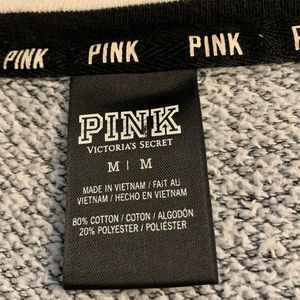 PINK PINK PINK PINK
PINK
VICTORIA'S SECRET
M | M
MADE IN VIETNAM / FAIT AU
VIETNAM / HECHO EN VIETNAM
80% COTTON / COTON / ALGODÓN
20% POLYESTER / POLIÉSTER